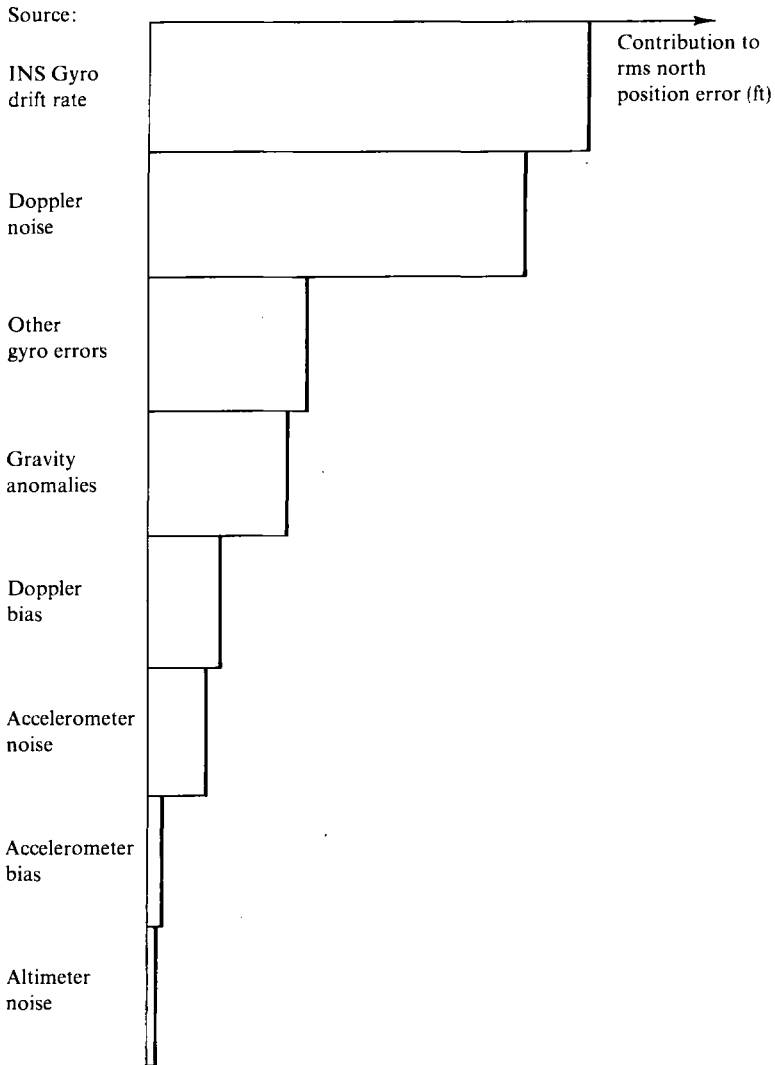 Source:
Contribution to
rms north
position error (ft)
INS Gyro
drift rate
Doppler
noise
Other
gyro errors
Gravity
anomalies
Doppler
bias
Accelerometer
noise
Accelerometer
bias
Altimeter
noise